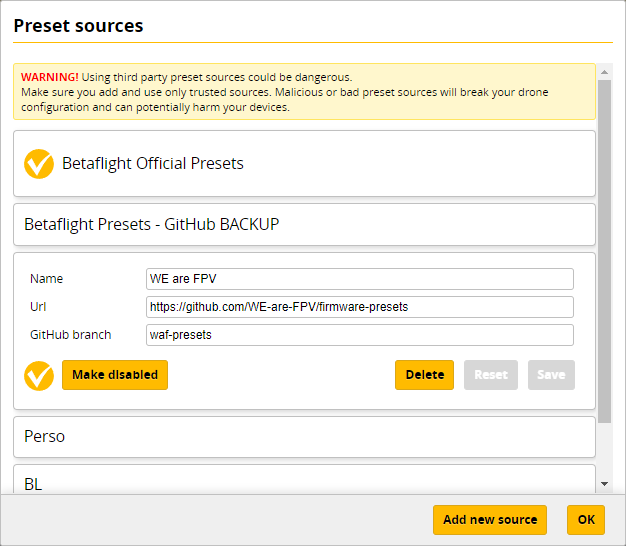 Preset sources
WARNING! Using third party preset sources could be dangerous.
Make sure you add and use only trusted sources. Malicious or bad preset sources will break your drone
configuration and can potentially harm your devices.
Betaflight Official Presets
Betaflight Presets - GitHub BACKUP
Name WE are FPV
Url https://github.com/WE-are-FPV/firmware-presets
GitHub branch waf-presets
Make disabled Delete Reset Save
Perso
BL
Add new source OK